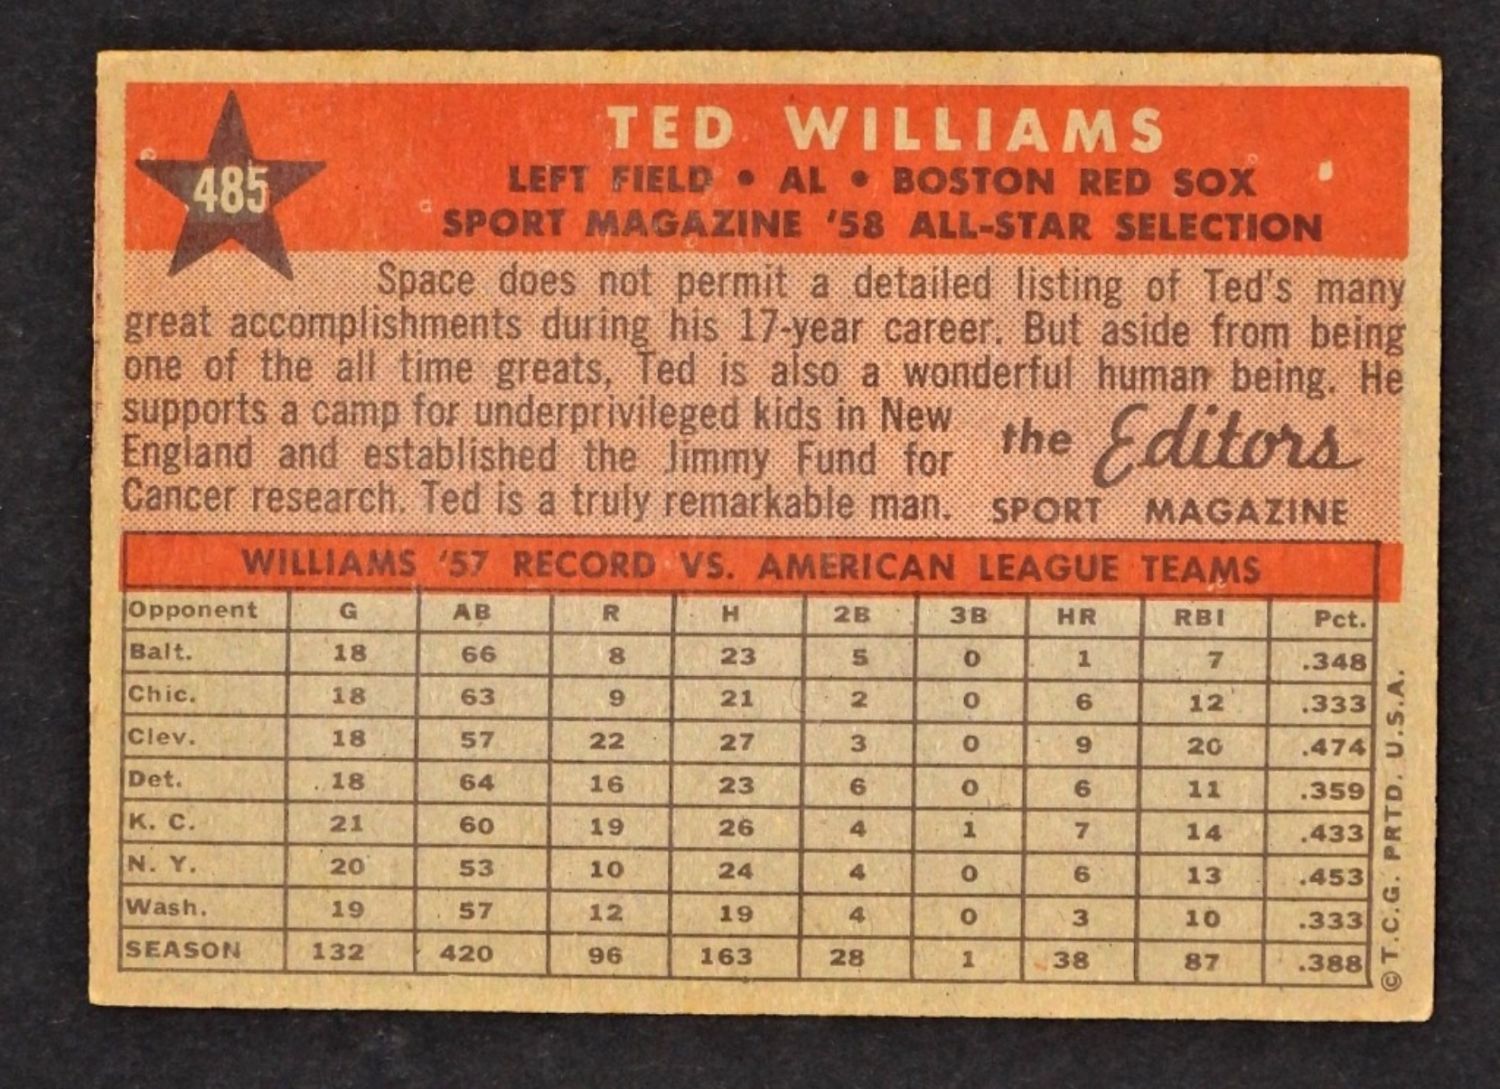 485
TED WILLIAMS
LEFT FIELD • AL • BOSTON RED SOX
SPORT MAGAZINE '58 ALL-STAR SELECTION
Space does not permit a detailed listing of Ted's many
great accomplishments during his 17-year career. But aside from being
one of the all time greats, Ted is also a wonderful human being. He
supports a camp for underprivileged kids in New
England and established the Jimmy Fund for
Cancer research. Ted is a truly remarkable man.
the Editors
SPORT MAGAZINE
WILLIAMS '57 RECORD VS. AMERICAN LEAGUE TEAMS
Opponent G AB R H 2B 3B HR RBI Pct.
Balt. 18 66 8 23 5 0 1 7 .348
Chic. 18 63 9 21 2 0 6 12 .333
Clev. 18 57 22 27 3 0 9 20 .474
Det. 18 64 16 23 6 0 6 11 .359
K. C. 21 60 19 26 4 1 7 14 .433
N. Y. 20 53 10 24 4 0 6 13 .453
Wash. 19 57 12 19 4 0 3 10 .333
SEASON 132 420 96 163 28 1 38 87 .388
© T.C.G. PRTD. U.S.A.